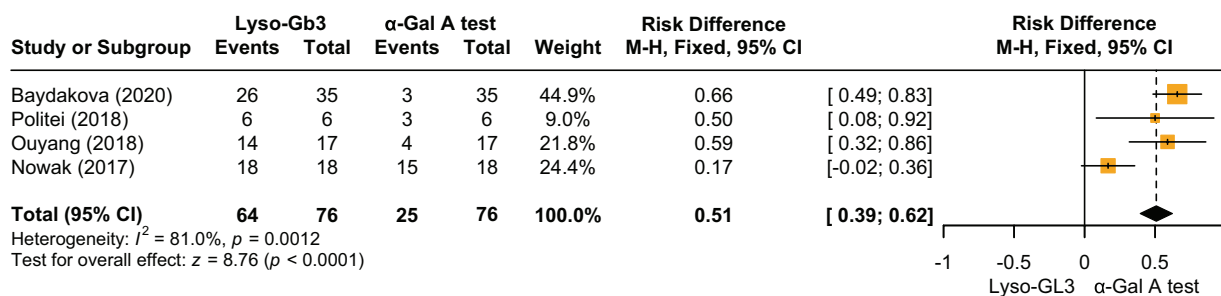 Lyso-Gb3 α-Gal A test Risk Difference Risk Difference
Study or Subgroup Events Total Events Total Weight M-H, Fixed, 95% CI M-H, Fixed, 95% CI
Baydakova (2020) 26 35 3 35 44.9% 0.66 [ 0.49; 0.83]
Politei (2018) 6 6 3 6 9.0% 0.50 [ 0.08; 0.92]
Ouyang (2018) 14 17 4 17 21.8% 0.59 [ 0.32; 0.86]
Nowak (2017) 18 18 15 18 24.4% 0.17 [-0.02; 0.36]
Total (95% CI) 64 76 25 76 100.0% 0.51 [ 0.39; 0.62]
Heterogeneity: I² = 81.0%, p = 0.0012
Test for overall effect: z = 8.76 (p < 0.0001)
-1 0 0.5
Lyso-GL3 α-Gal A test